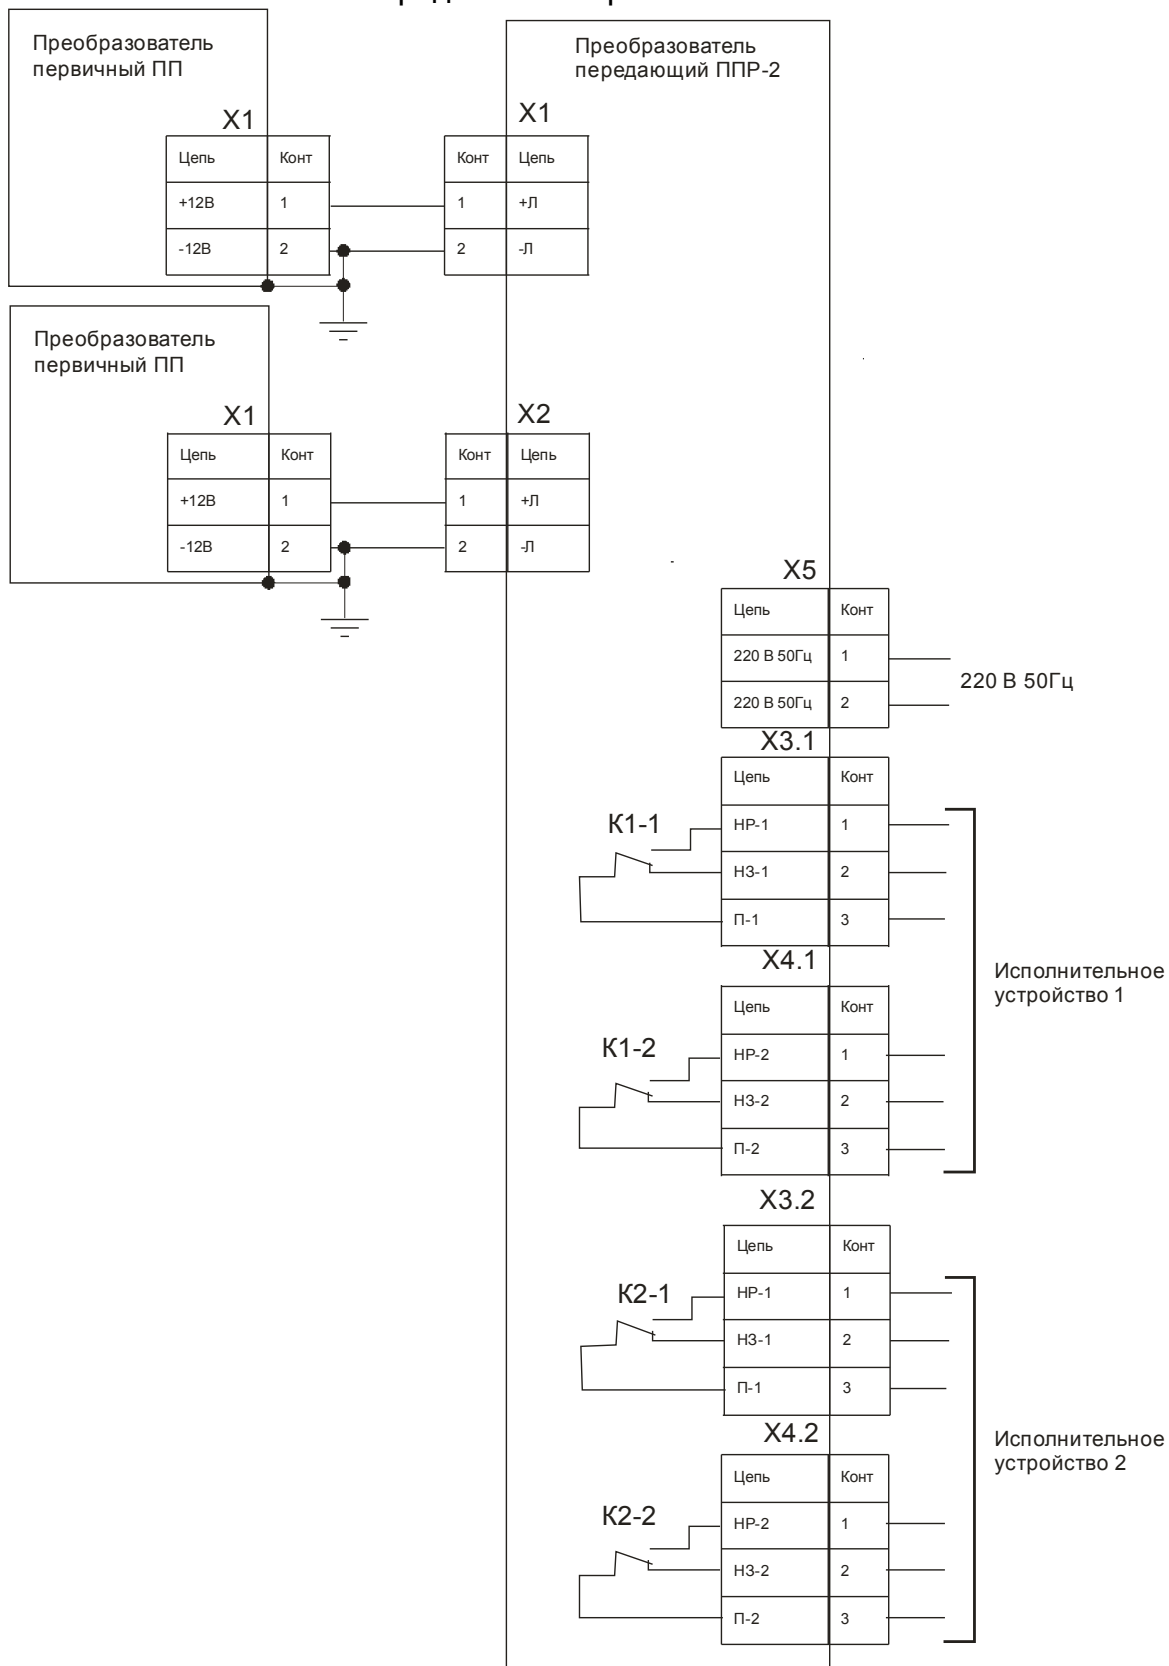 Преобразователь
первичный ПП
X1
Цепь Конт
+12В 1
-12В 2
Преобразователь
передающий ППР-2
X1
Конт Цепь
1 +Л
2 -Л
Преобразователь
первичный ПП
X1
Цепь Конт
+12В 1
-12В 2
X2
Конт Цепь
1 +Л
2 -Л
X5
Цепь Конт
220 В 50Гц 1
220 В 50Гц 2
220 В 50Гц
X3.1
Цепь Конт
К1-1
НР-1 1
НЗ-1 2
П-1 3
X4.1
Цепь Конт
К1-2
НР-2 1
НЗ-2 2
П-2 3
Исполнительное
устройство 1
X3.2
Цепь Конт
К2-1
НР-1 1
НЗ-1 2
П-1 3
X4.2
Цепь Конт
К2-2
НР-2 1
НЗ-2 2
П-2 3
Исполнительное
устройство 2